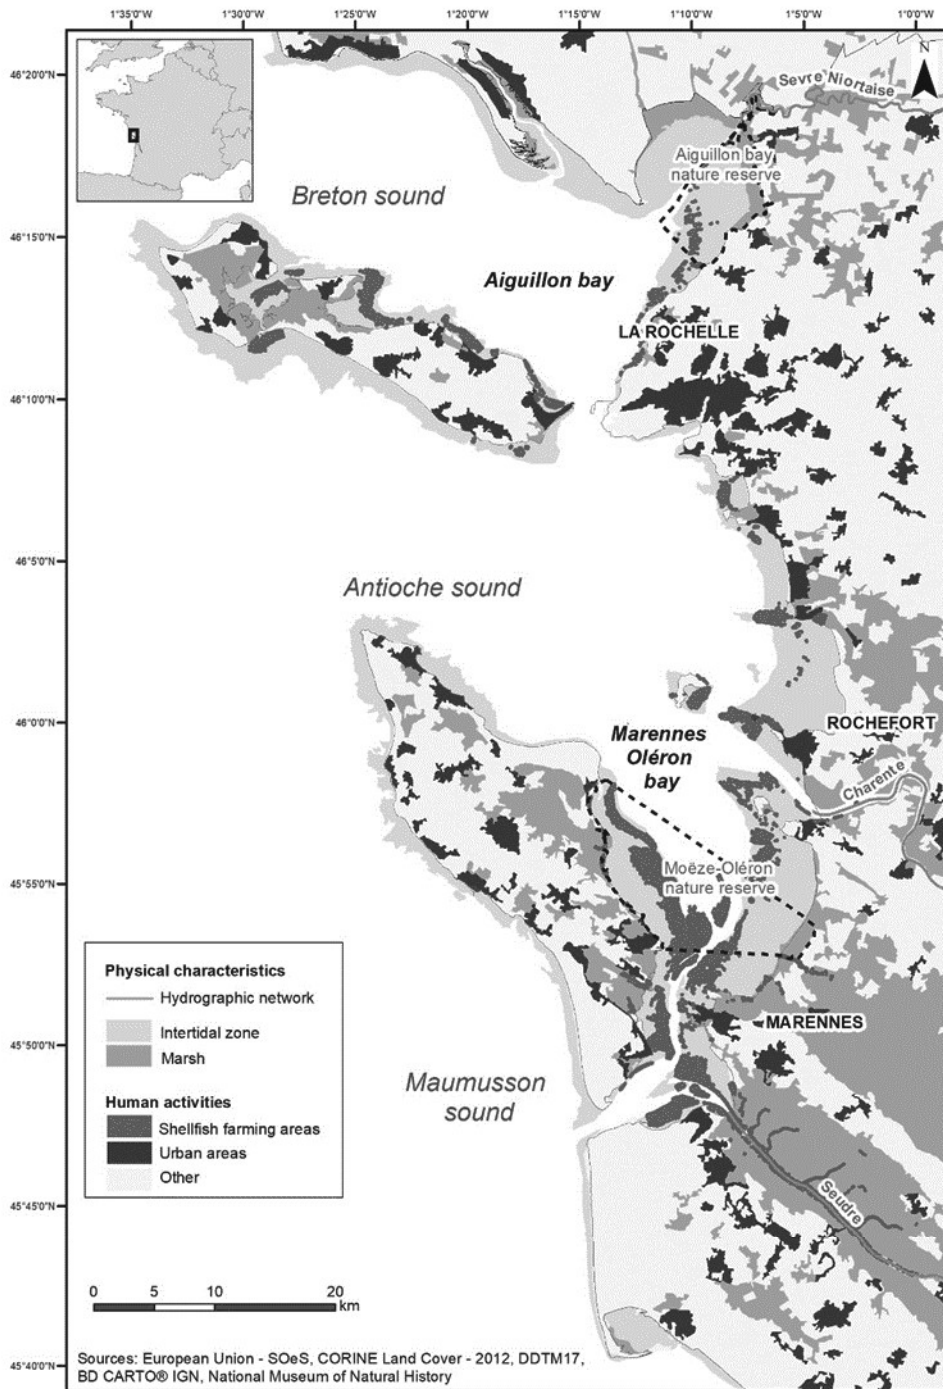 1°35'0"W
1°30'0"W
1°25'0"W
1°20'0"W
1°15'0"W
1°10'0"W
1°5'0"W
1°0'0"W
N
46°20'0"N
Sevre Niortaise
Aiguillon bay
nature reserve
Breton sound
46°15'0"N
Aiguillon bay
LA ROCHELLE
46°10'0"N
46°5'0"N
Antioche sound
46°0'0"N
ROCHEFORT
Marennes
Oléron
bay
Charente
45°55'0"N
Moëze-Oléron
nature reserve
MARENNES
45°50'0"N
Maumusson
sound
45°45'0"N
Seudre
45°40'0"N
Physical characteristics
Hydrographic network
Intertidal zone
Marsh
Human activities
Shellfish farming areas
Urban areas
Other
0 5 10 20
km
Sources: European Union - SOeS, CORINE Land Cover - 2012, DDTM17,
BD CARTO® IGN, National Museum of Natural History